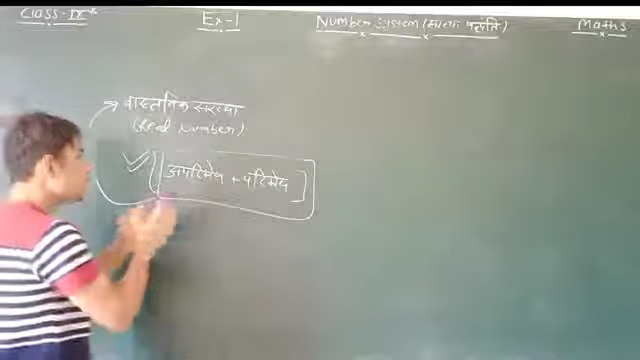 CLASS-IX
Ex-1
Number System (संख्या पद्धति)
Maths
वास्तविक संख्या
(Real Number)
[अपरिमेय + परिमेय]